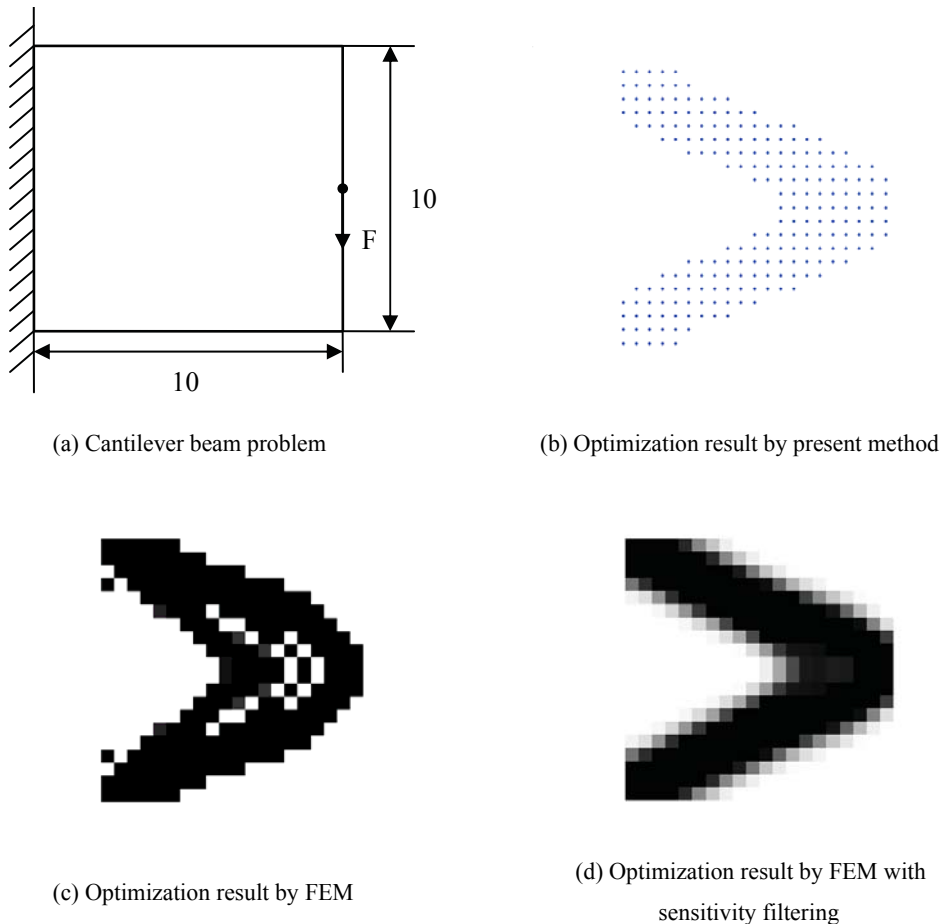 10
F
10
(a) Cantilever beam problem
(b) Optimization result by present method
(c) Optimization result by FEM
(d) Optimization result by FEM with
sensitivity filtering